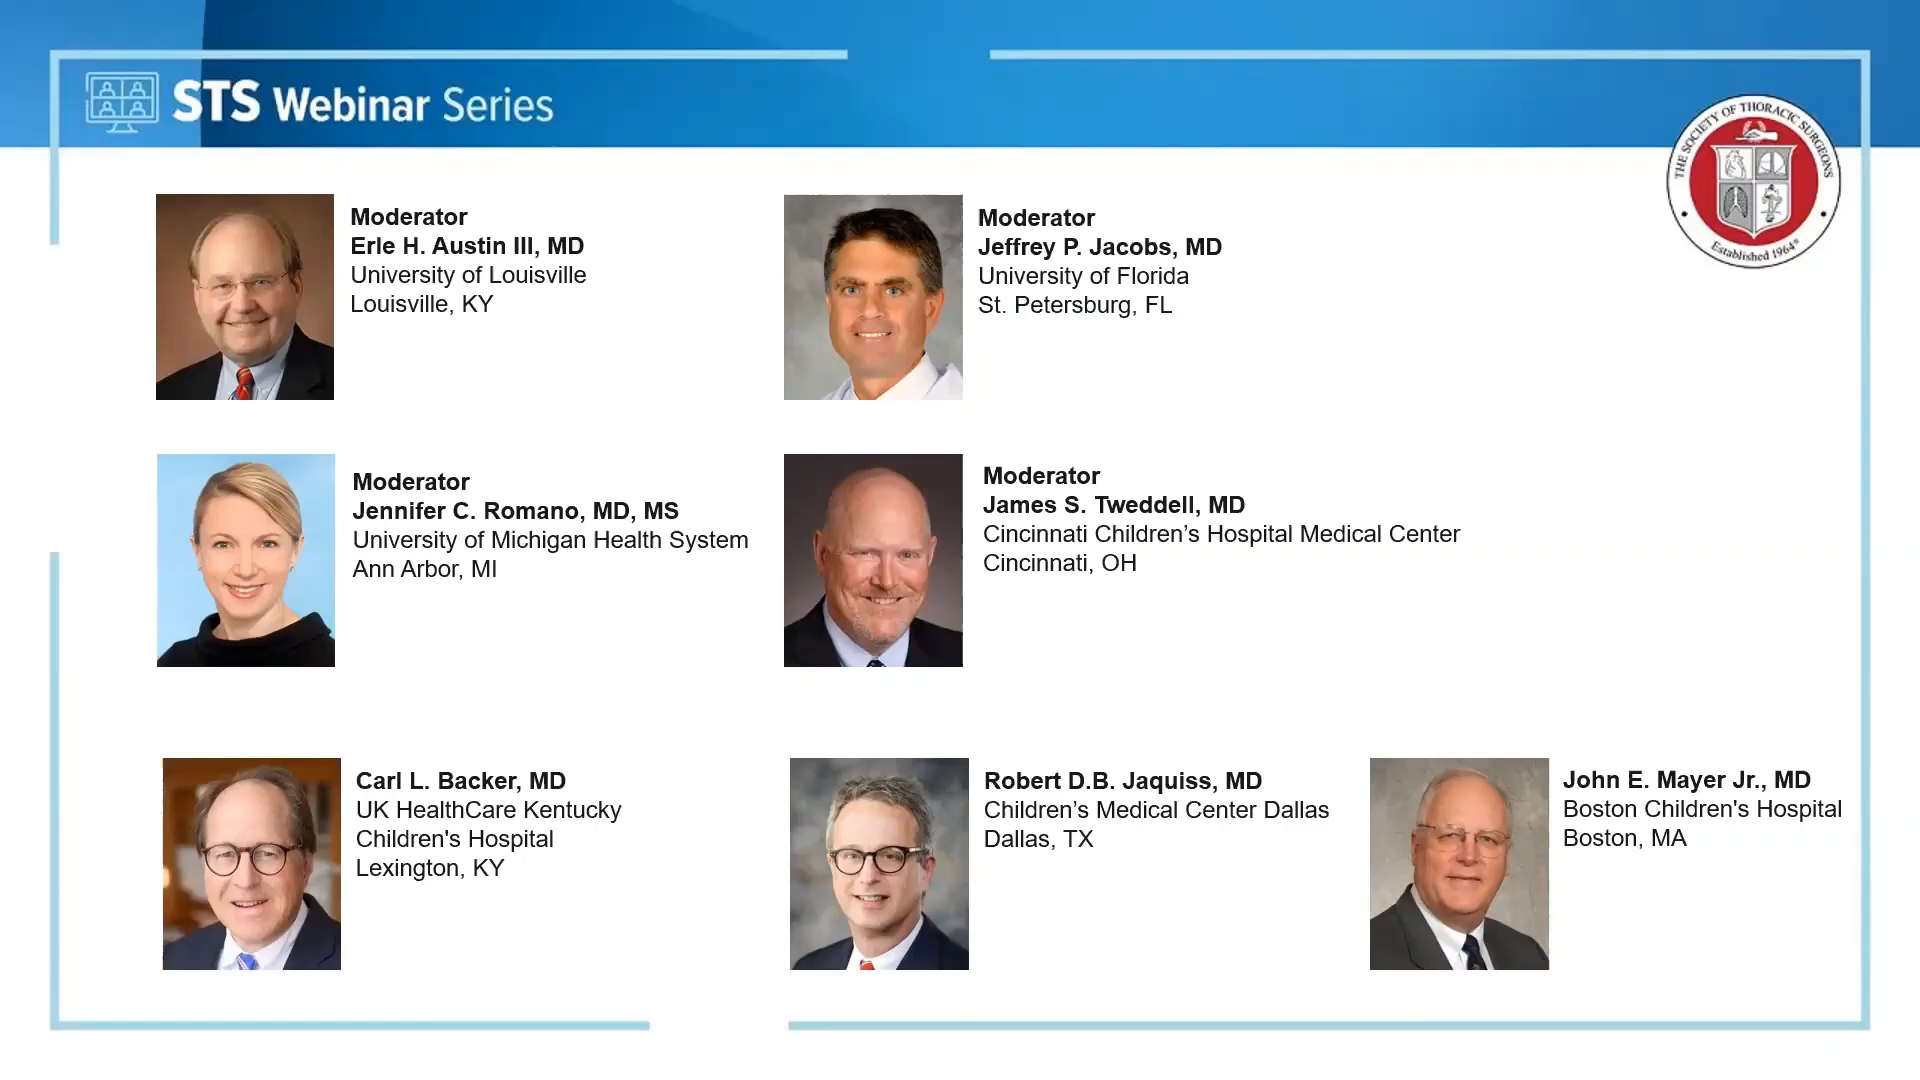 STS Webinar Series
THE SOCIETY OF THORACIC SURGEONS
Established 1964
Moderator
Erle H. Austin III, MD
University of Louisville
Louisville, KY
Moderator
Jeffrey P. Jacobs, MD
University of Florida
St. Petersburg, FL
Moderator
Jennifer C. Romano, MD, MS
University of Michigan Health System
Ann Arbor, MI
Moderator
James S. Tweddell, MD
Cincinnati Children’s Hospital Medical Center
Cincinnati, OH
Carl L. Backer, MD
UK HealthCare Kentucky
Children's Hospital
Lexington, KY
Robert D.B. Jaquiss, MD
Children’s Medical Center Dallas
Dallas, TX
John E. Mayer Jr., MD
Boston Children's Hospital
Boston, MA